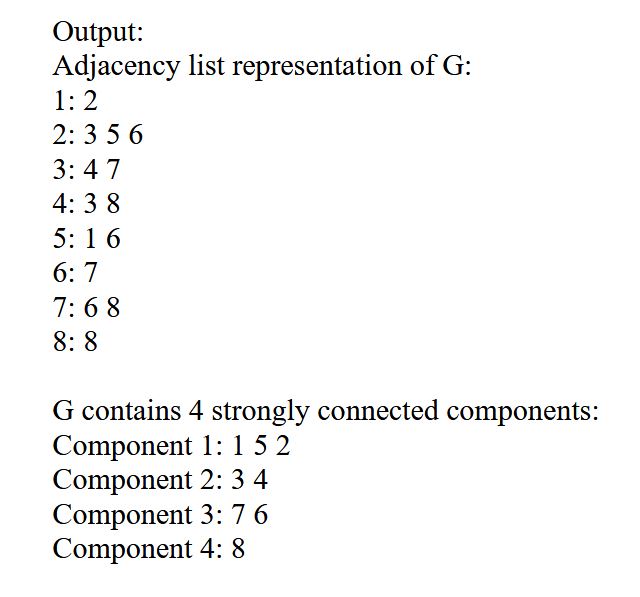 Output:
Adjacency list representation of G:
1: 2
2: 3 5 6
3: 4 7
4: 3 8
5: 1 6
6: 7
7: 6 8
8: 8
G contains 4 strongly connected components:
Component 1: 1 5 2
Component 2: 3 4
Component 3: 7 6
Component 4: 8